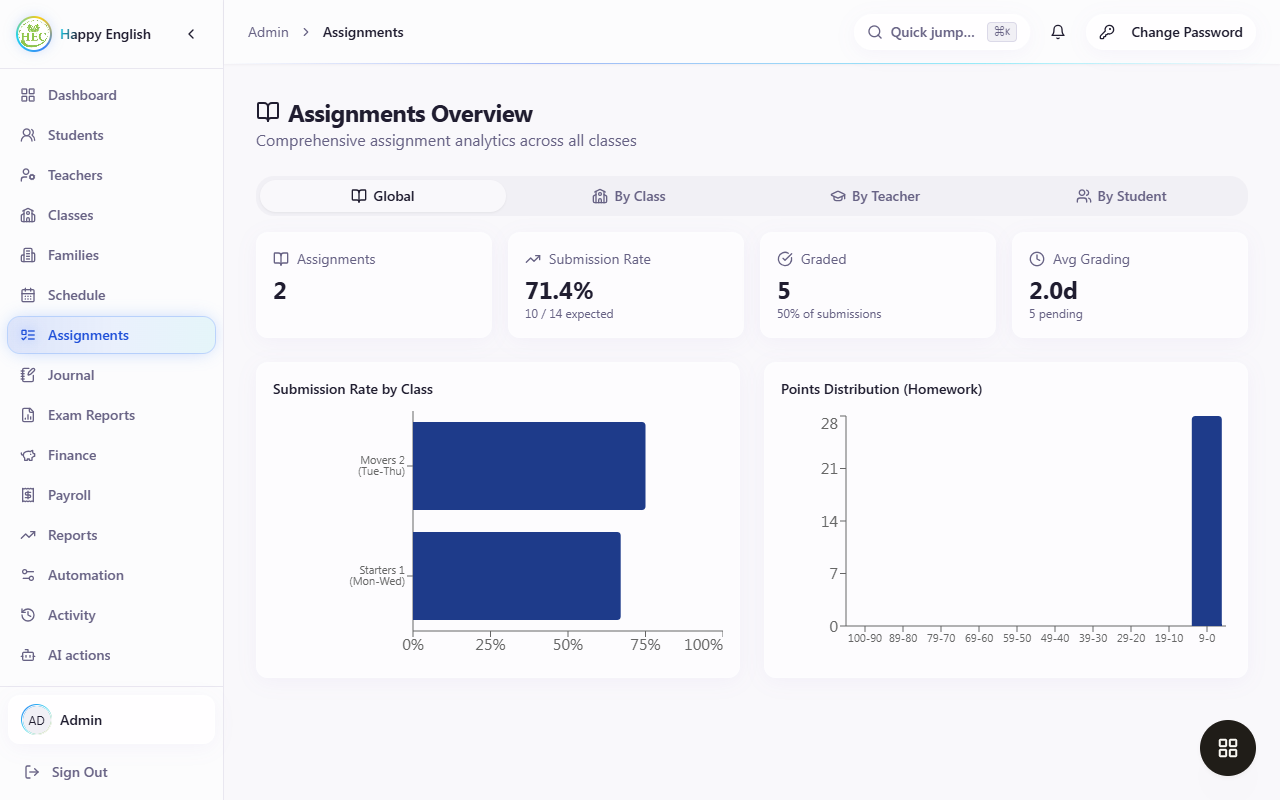 HEC
Happy English
Dashboard
Students
Teachers
Classes
Families
Schedule
Assignments
Journal
Exam Reports
Finance
Payroll
Reports
Automation
Activity
AI actions
AD
Admin
Sign Out
Admin > Assignments
Quick jump... ⌘K
Change Password
Assignments Overview
Comprehensive assignment analytics across all classes
Global
By Class
By Teacher
By Student
Assignments
2
Submission Rate
71.4%
10 / 14 expected
Graded
5
50% of submissions
Avg Grading
2.0d
5 pending
Submission Rate by Class
Movers 2
(Tue-Thu)
Starters 1
(Mon-Wed)
0% 25% 50% 75% 100%
Points Distribution (Homework)
28
21
14
7
0
100-90 89-80 79-70 69-60 59-50 49-40 39-30 29-20 19-10 9-0